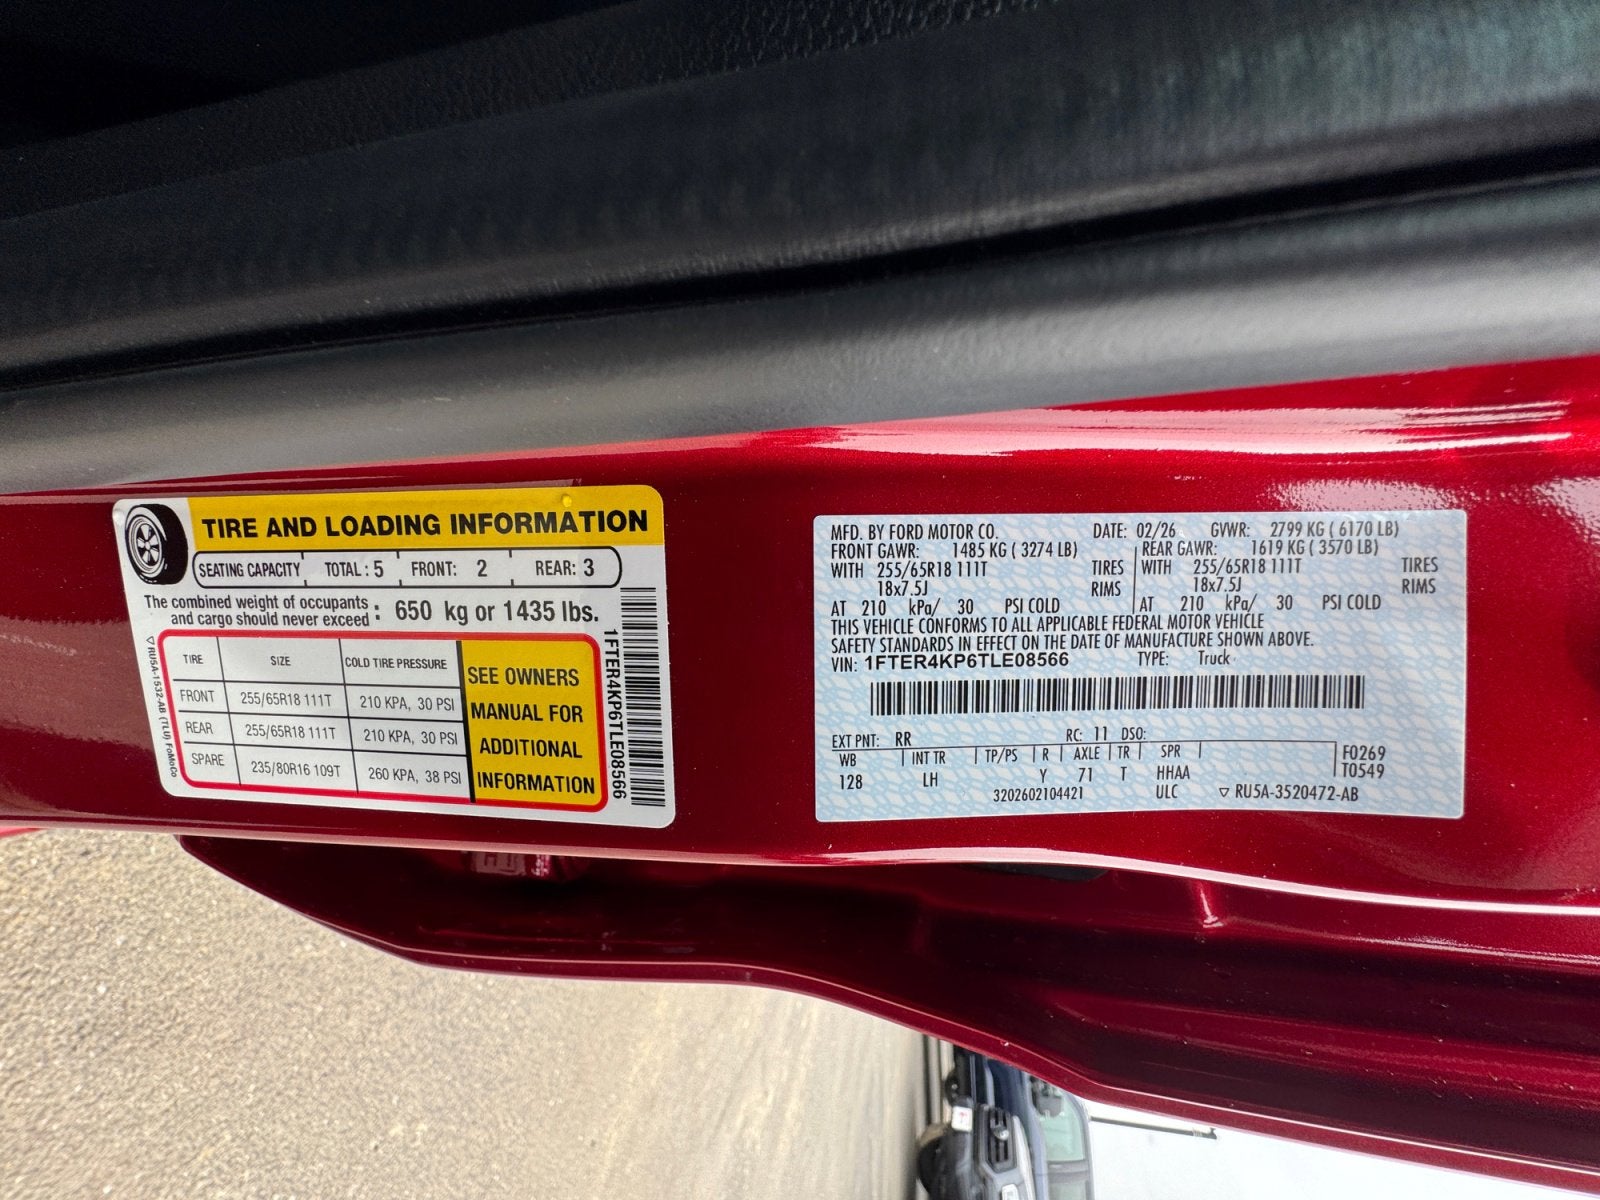 TIRE AND LOADING INFORMATION
SEATING CAPACITY TOTAL: 5 FRONT: 2 REAR: 3
The combined weight of occupants and cargo should never exceed : 650 kg or 1435 lbs.
TIRE SIZE COLD TIRE PRESSURE
FRONT 255/65R18 111T 210 KPA, 30 PSI
REAR 255/65R18 111T 210 KPA, 30 PSI
SPARE 235/80R16 109T 260 KPA, 38 PSI
SEE OWNERS
MANUAL FOR
ADDITIONAL
INFORMATION
1FTER4KP6TLE08566
RU5A-1532-AB (TLU) FoMoCo
MFD. BY FORD MOTOR CO. DATE: 02/26 GVWR: 2799 KG ( 6170 LB)
FRONT GAWR: 1485 KG ( 3274 LB) REAR GAWR: 1619 KG ( 3570 LB)
WITH 255/65R18 111T TIRES WITH 255/65R18 111T TIRES
18x7.5J RIMS 18x7.5J RIMS
AT 210 kPa/ 30 PSI COLD AT 210 kPa/ 30 PSI COLD
THIS VEHICLE CONFORMS TO ALL APPLICABLE FEDERAL MOTOR VEHICLE
SAFETY STANDARDS IN EFFECT ON THE DATE OF MANUFACTURE SHOWN ABOVE.
VIN: 1FTER4KP6TLE08566 TYPE: Truck
EXT PNT: RR RC: 11 DSO:
WB INT TR TP/PS R AXLE TR SPR F0269
128 LH Y 71 T HHAA T0549
3202602104421 ULC RU5A-3520472-AB